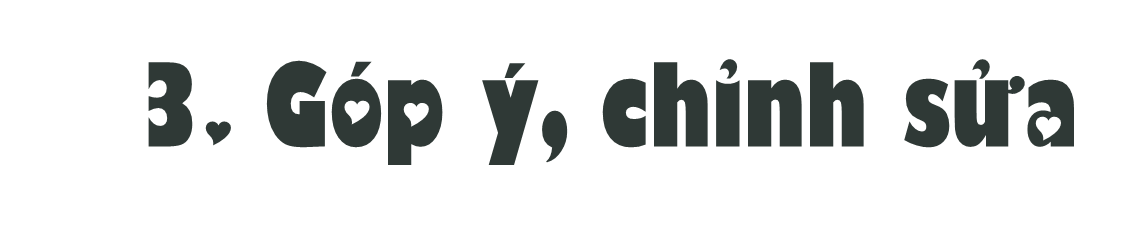 3. Góp ý, chỉnh sửa